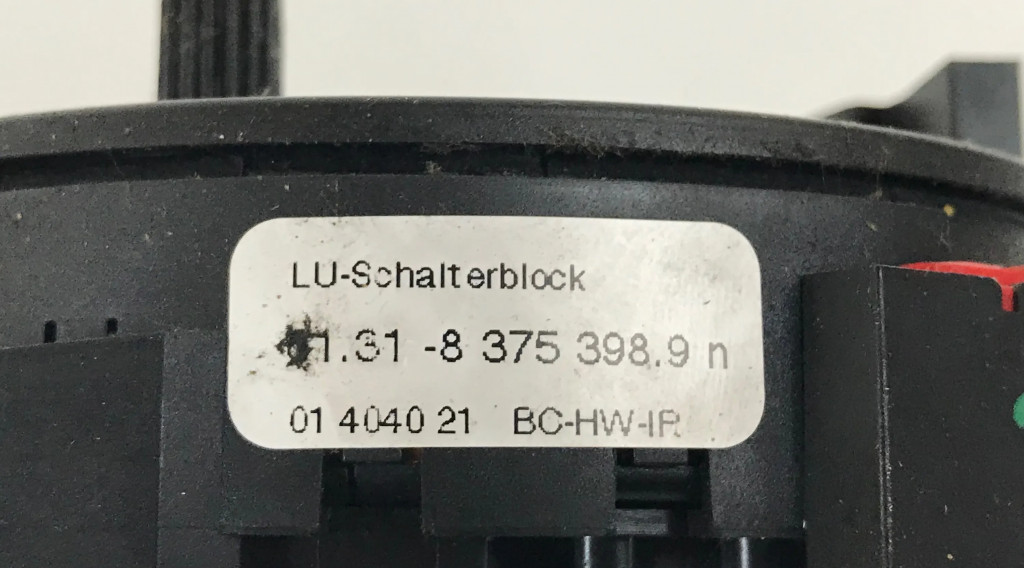 LU-Schalterblock
1.31 -8 375 398.9 n
01 4040 21 BC-HW-IR